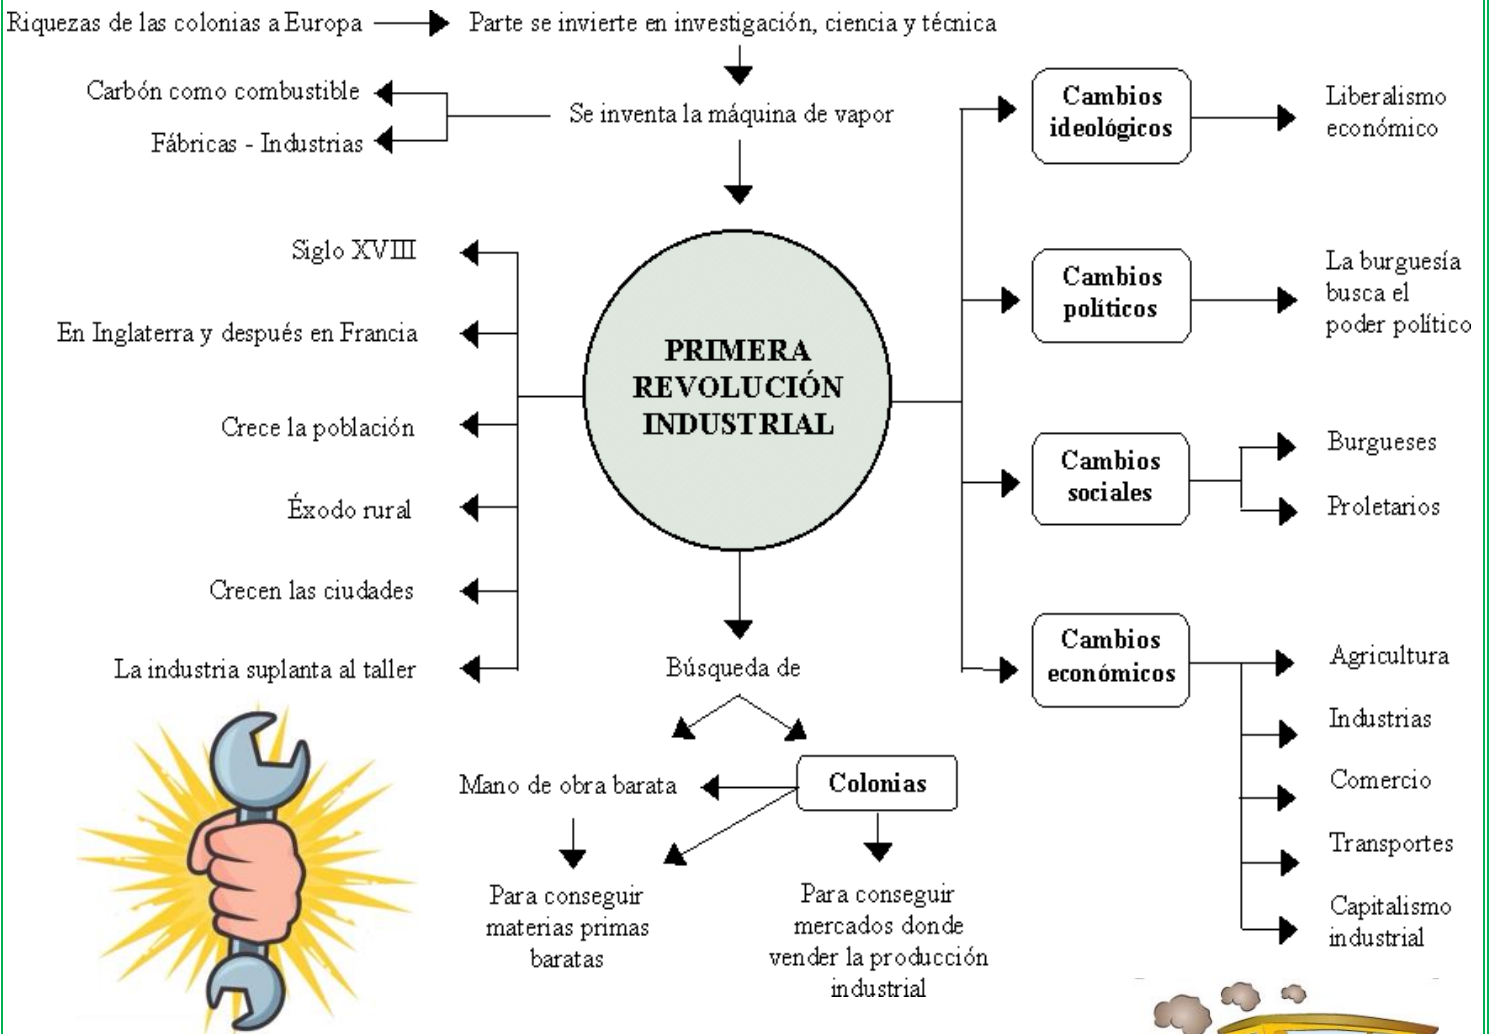 Riquezas de las colonias a Europa
Parte se invierte en investigación, ciencia y técnica
Carbón como combustible
Fábricas - Industrias
Se inventa la máquina de vapor
Siglo XVIII
En Inglaterra y después en Francia
Crece la población
Éxodo rural
Crecen las ciudades
La industria suplanta al taller
PRIMERA
REVOLUCIÓN
INDUSTRIAL
Búsqueda de
Mano de obra barata
Colonias
Para conseguir
materias primas
baratas
Para conseguir
mercados donde
vender la producción
industrial
Cambios
ideológicos
Liberalismo
económico
Cambios
políticos
La burguesía
busca el
poder político
Cambios
sociales
Burgueses
Proletarios
Cambios
económicos
Agricultura
Industrias
Comercio
Transportes
Capitalismo
industrial